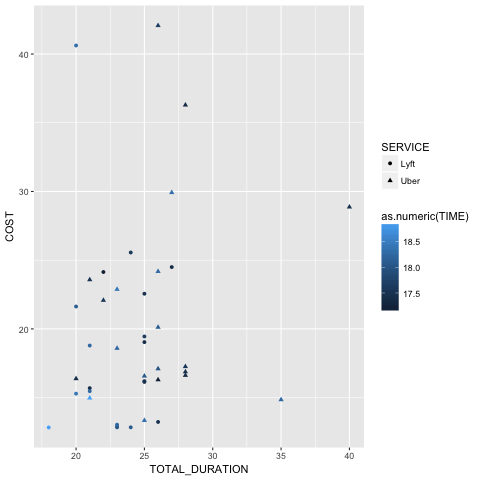 40
30
20
COST
20
25
30
35
40
TOTAL_DURATION
SERVICE
Lyft
Uber
as.numeric(TIME)
18.5
18.0
17.5